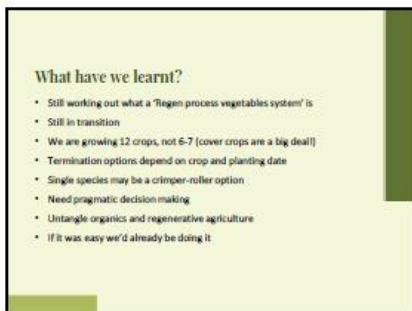 What have we learnt?
• Still working out what a 'Regen process vegetables system' is
• Still in transition
• We are growing 12 crops, not 6-7 (cover crops are a big deal!)
• Termination options depend on crop and planting date
• Single species may be a crimper-roller option
• Need pragmatic decision making
• Untangle organics and regenerative agriculture
• If it was easy we'd already be doing it